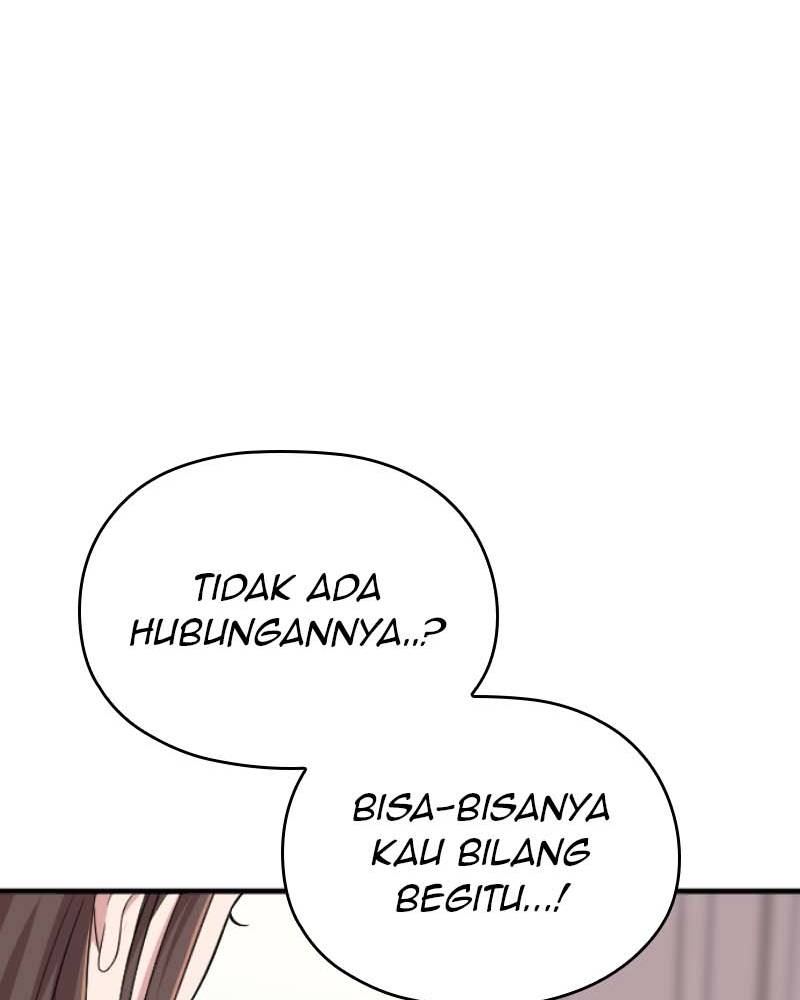 TIDAK ADA
HUBUNGANNYA..?
BISA-BISANYA
KAU BILANG
BEGITU...!